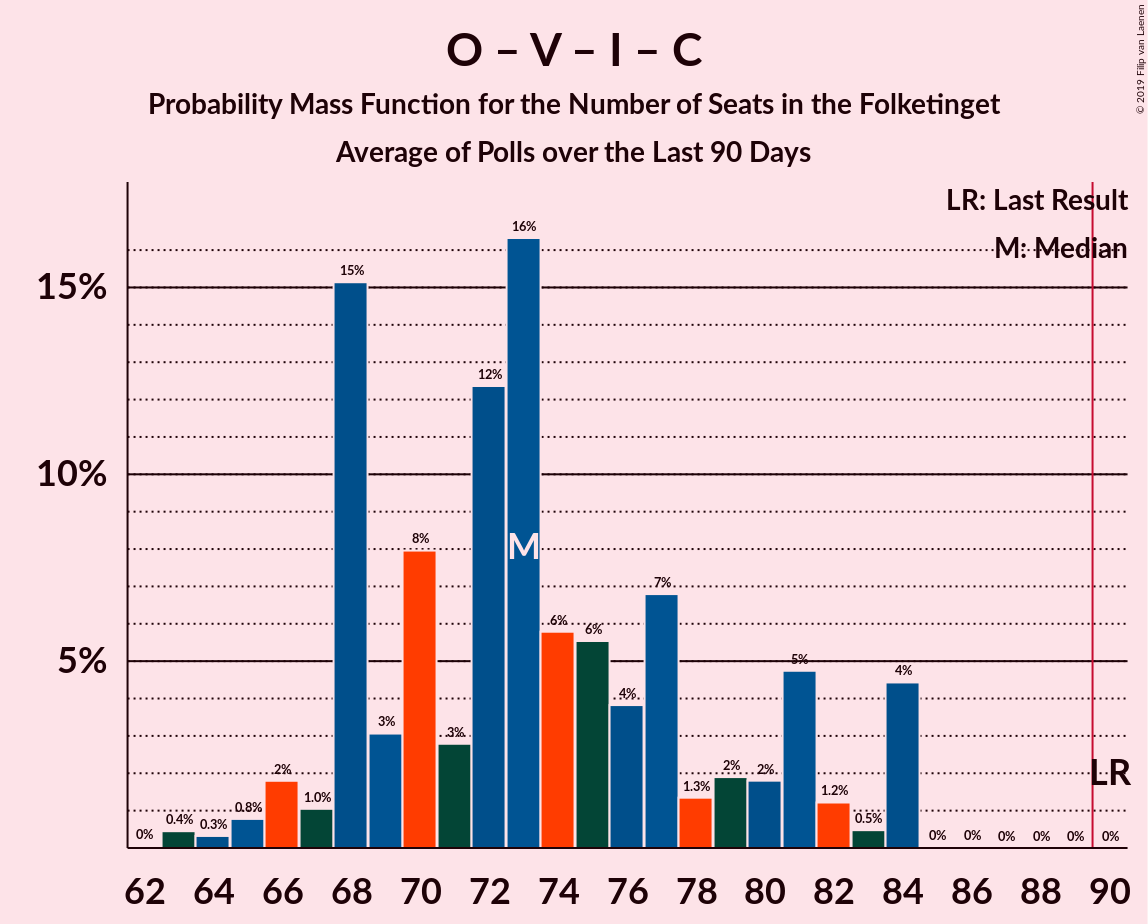 O – V – I – C
Probability Mass Function for the Number of Seats in the Folketinget
Average of Polls over the Last 90 Days
© 2019 Filip van Laenen
LR: Last Result
M: Median
15%
10%
5%
0% 0.4% 0.3% 0.8% 2% 1.0% 15% 3% 8% 3% 12% 16% 6% 6% 4% 7% 1.3% 2% 2% 5% 1.2% 0.5% 4% 0% 0% 0% 0% 0% 0%
M
LR
62 64 66 68 70 72 74 76 78 80 82 84 86 88 90